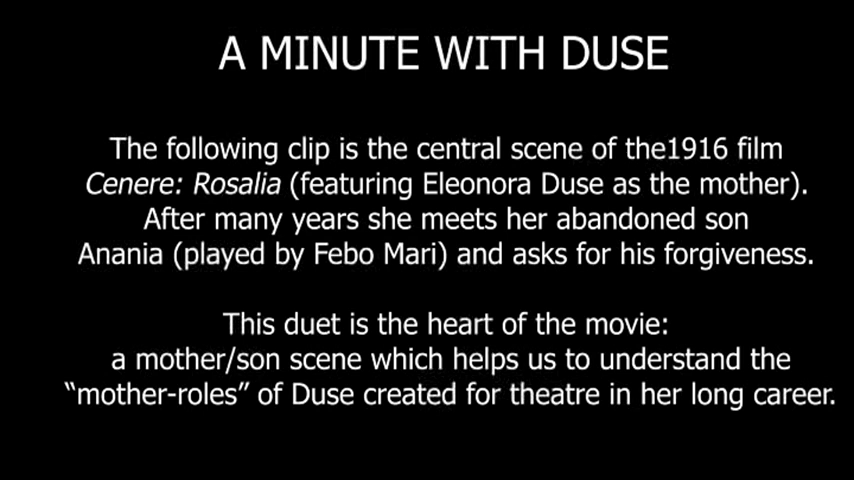 A MINUTE WITH DUSE
The following clip is the central scene of the1916 film
Cenere: Rosalia (featuring Eleonora Duse as the mother).
After many years she meets her abandoned son
Anania (played by Febo Mari) and asks for his forgiveness.
This duet is the heart of the movie:
a mother/son scene which helps us to understand the
“mother-roles” of Duse created for theatre in her long career.